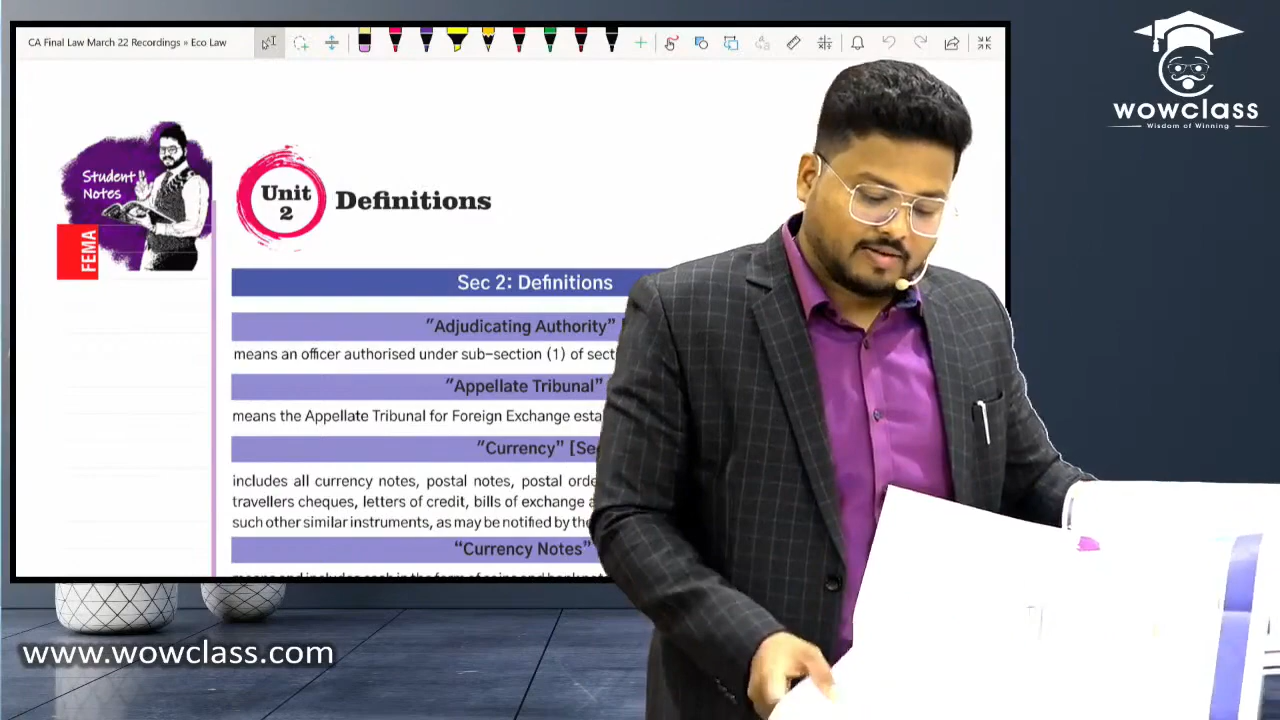 CA Final Law March 22 Recordings » Eco Law
wowclass
Wisdom of Winning
Student
Notes
FEMA
Unit
2
Definitions
Sec 2: Definitions
"Adjudicating Authority" [
means an officer authorised under sub-section (1) of sect
"Appellate Tribunal"
means the Appellate Tribunal for Foreign Exchange esta
"Currency" [Se
includes all currency notes, postal notes, postal orde
travellers cheques, letters of credit, bills of exchange a
such other similar instruments, as may be notified by the
"Currency Notes"
www.wowclass.com